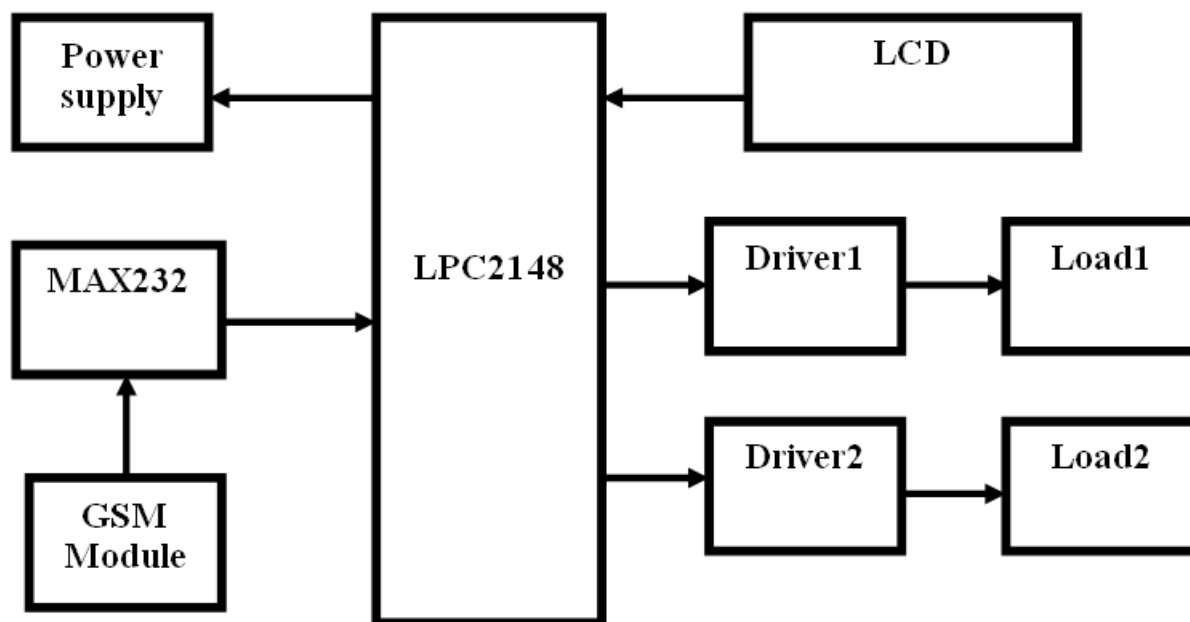 Power
supply
LCD
LPC2148
MAX232
Driver1
Load1
Driver2
Load2
GSM
Module